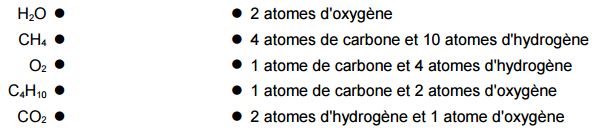 H₂O ● ● 2 atomes d'oxygène
CH₄ ● ● 4 atomes de carbone et 10 atomes d'hydrogène
O₂ ● ● 1 atome de carbone et 4 atomes d'hydrogène
C₄H₁₀ ● ● 1 atome de carbone et 2 atomes d'oxygène
CO₂ ● ● 2 atomes d'hydrogène et 1 atome d'oxygène